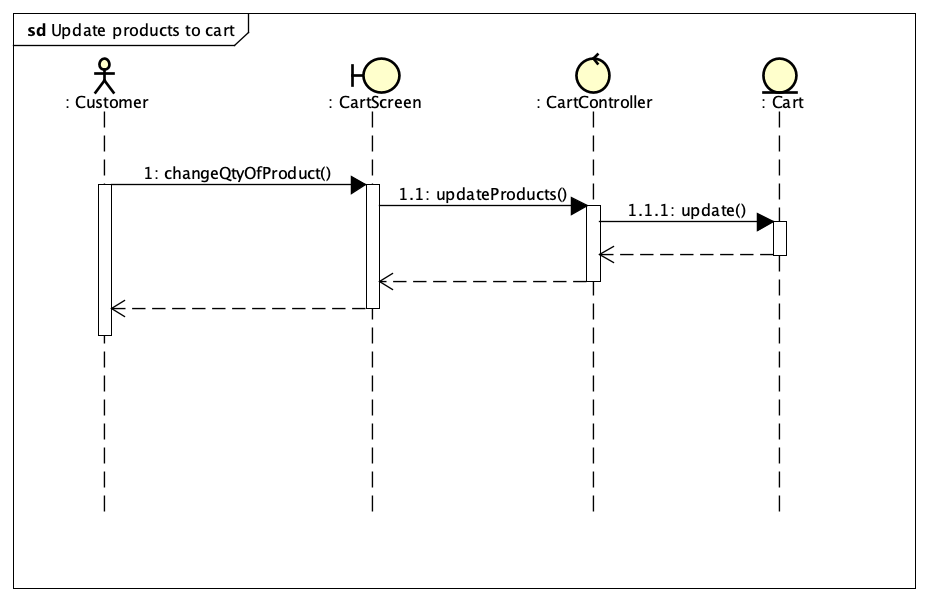 sd Update products to cart
: Customer
: CartScreen
: CartController
: Cart
1: changeQtyOfProduct()
1.1: updateProducts()
1.1.1: update()